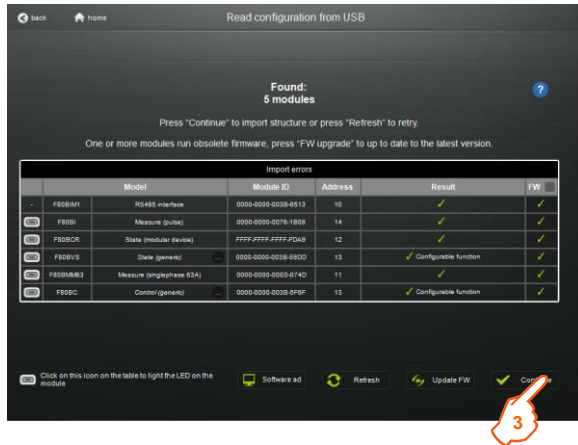 back
home
Read configuration from USB
Found:
5 modules
?
Press "Continue" to import structure or press "Refresh" to retry.
One or more modules run obsolete firmware, press "FW upgrade" to up to date to the latest version.
Import errors
Model Module ID Address Result FW
- F80BIM1 RS485 interface 0000-0000-003B-6513 10 ✓ ✓
F80BI Measure (pulse) 0000-0000-0076-1B08 14 ✓ ✓
F80BCR State (modular device) FFFF-FFFF-FFFF-FDA9 12 ✓ ✓
F80BVS State (generic) ... 0000-0000-003B-59DD 13 ✓ Configurable function ✓
F80BMM63 Measure (singlephase 63A) 0000-0000-00E0-074D 11 ✓ ✓
F80BC Control (generic) ... 0000-0000-003B-5F6F 13 ✓ Configurable function ✓
Click on this icon on the table to light the LED on the
module
Software ad
Refresh
Update FW
3